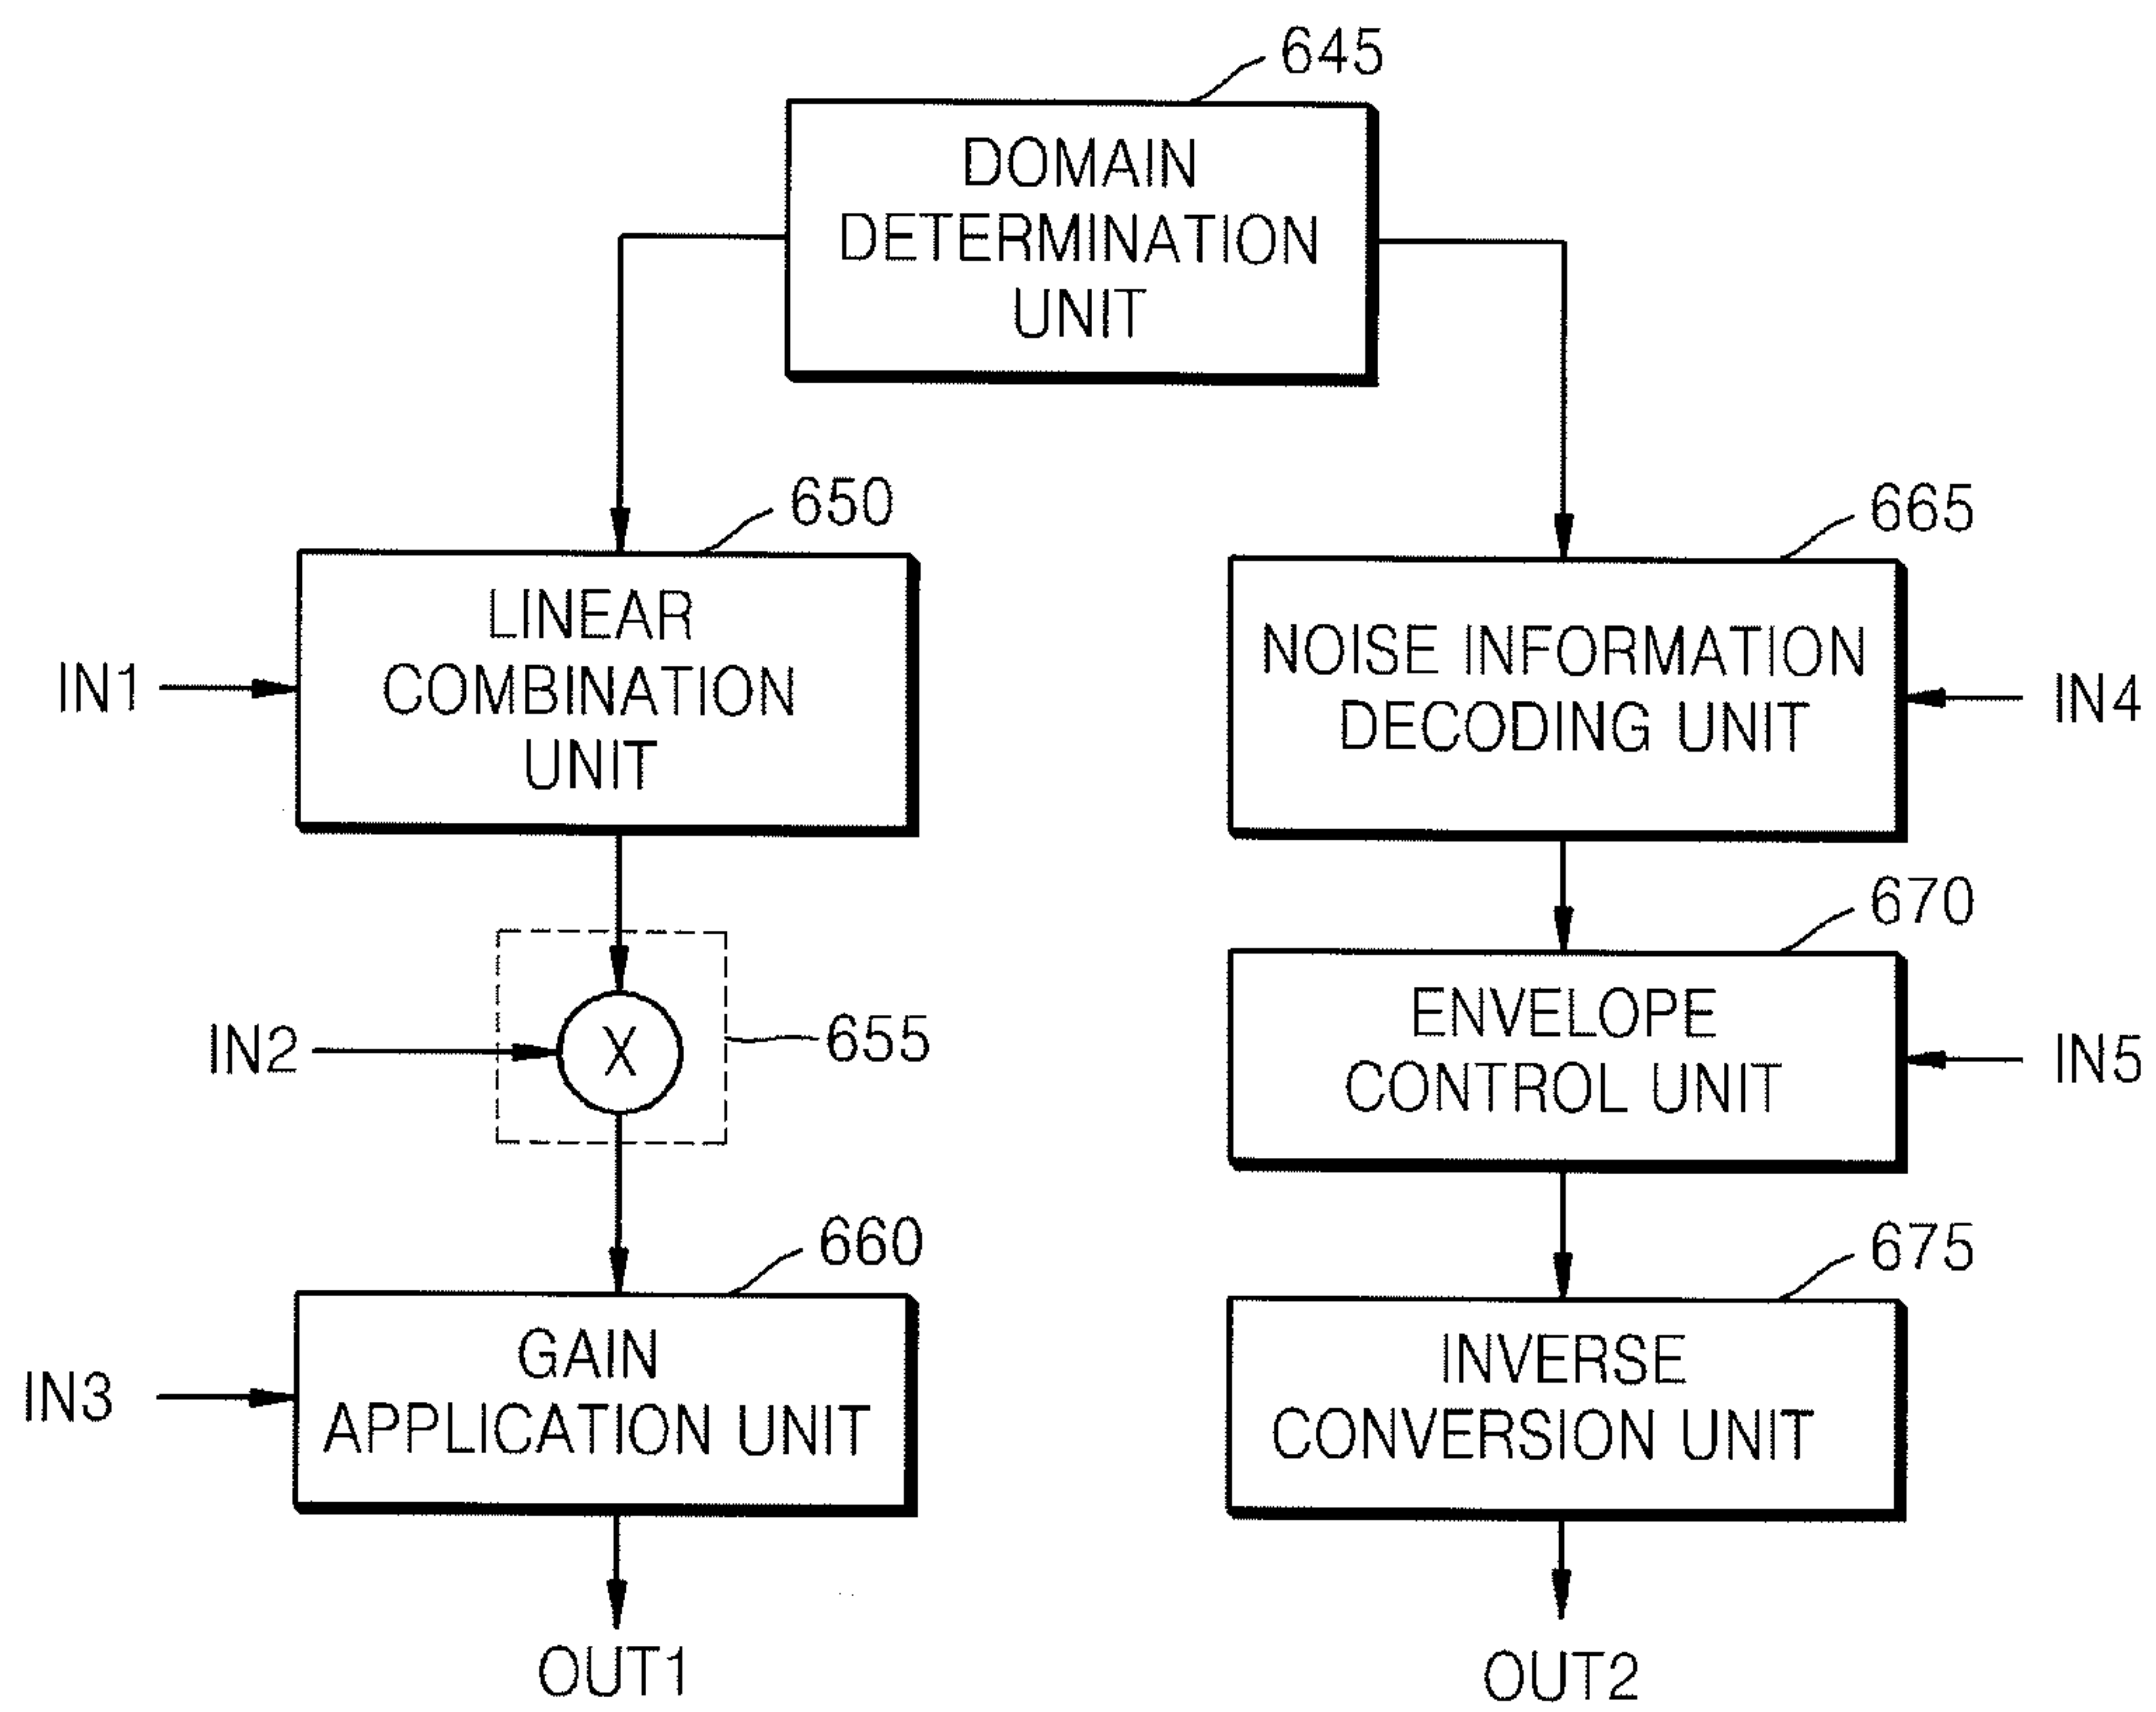 645
DOMAIN
DETERMINATION
UNIT
650
LINEAR
COMBINATION
UNIT
IN1
665
NOISE INFORMATION
DECODING UNIT
IN4
IN2
X
655
670
ENVELOPE
CONTROL UNIT
IN5
660
GAIN
APPLICATION UNIT
IN3
675
INVERSE
CONVERSION UNIT
OUT1
OUT2